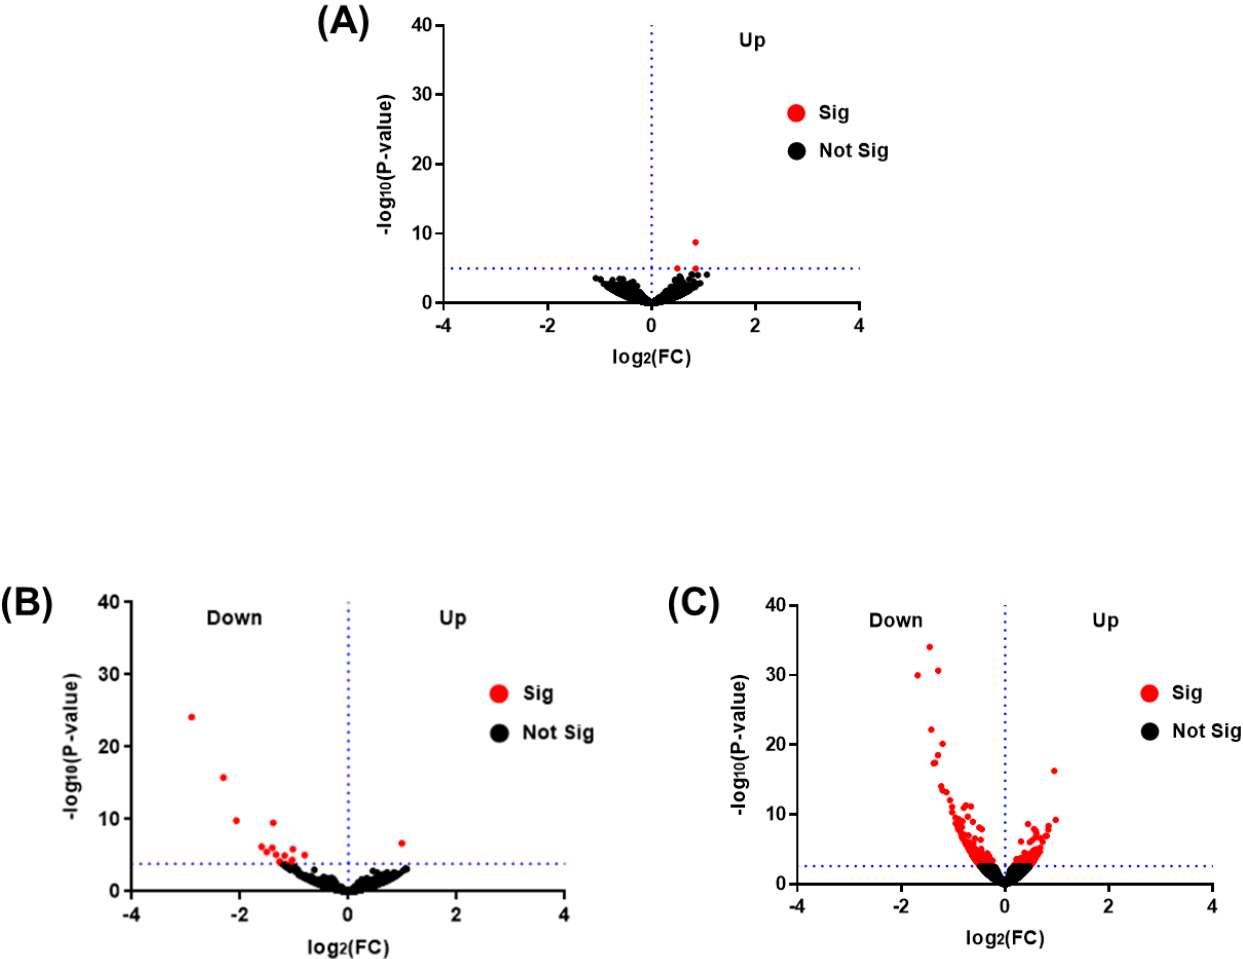 (A)
Up
40
30
20
10
0
-log10(P-value)
Sig
Not Sig
-4 -2 0 2 4
log2(FC)
(B)
Down Up
40
30
20
10
0
-log10(P-value)
Sig
Not Sig
-4 -2 0 2 4
log2(FC)
(C)
Down Up
40
30
20
10
0
-log10(P-value)
Sig
Not Sig
-4 -2 0 2 4
log2(FC)